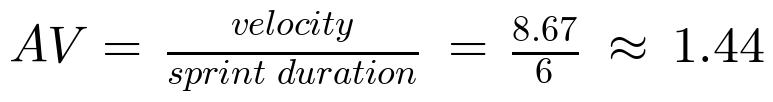 AV = velocity / sprint duration = 8.67 / 6 ≈ 1.44